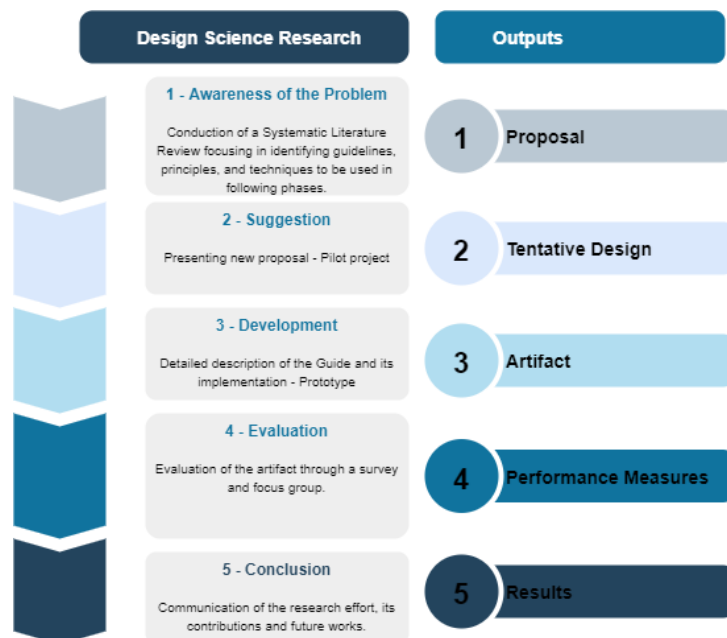 Design Science Research
Outputs
1 - Awareness of the Problem
Conduction of a Systematic Literature
Review focusing in identifying guidelines,
principles, and techniques to be used in
following phases.
1
Proposal
2 - Suggestion
Presenting new proposal - Pilot project
2
Tentative Design
3 - Development
Detailed description of the Guide and its
implementation - Prototype
3
Artifact
4 - Evaluation
Evaluation of the artifact through a survey
and focus group.
4
Performance Measures
5 - Conclusion
Communication of the research effort, its
contributions and future works.
5
Results